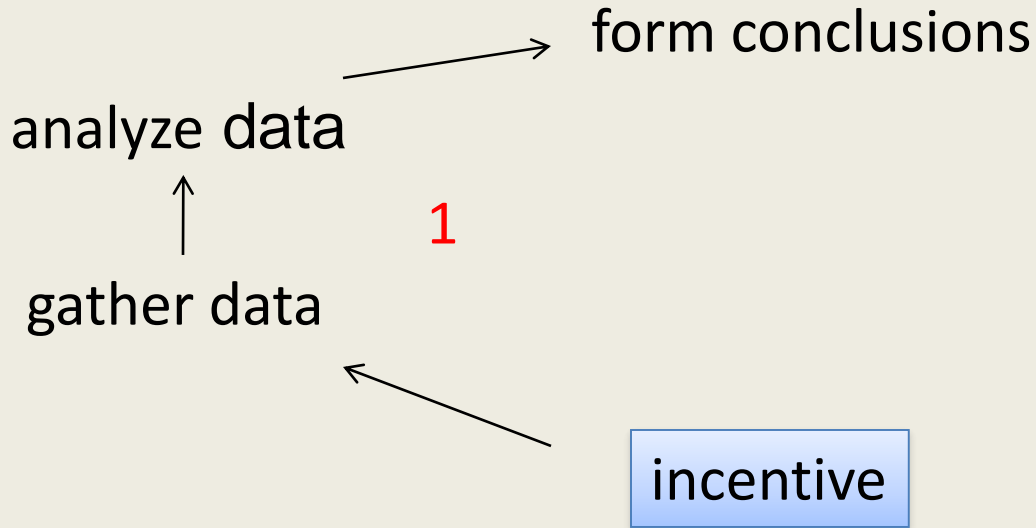 form conclusions
analyze data
1
gather data
incentive